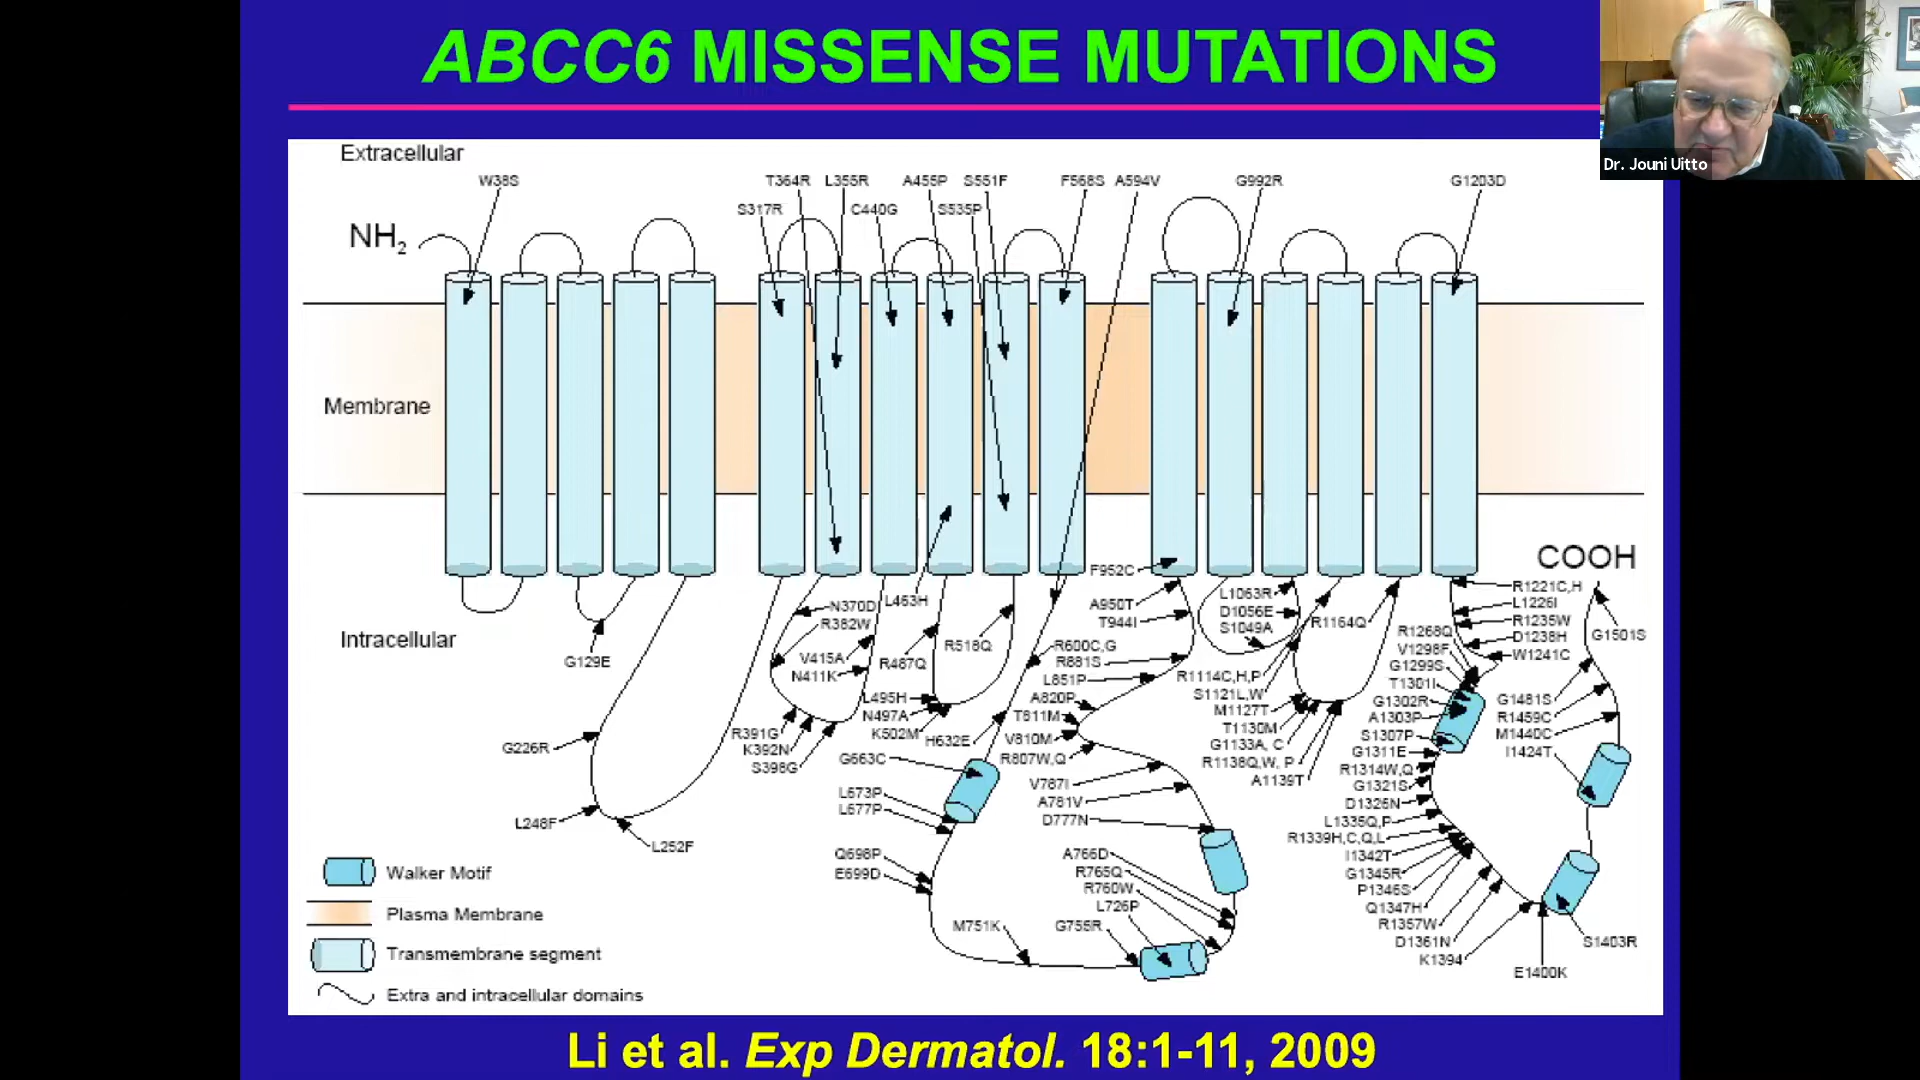 ABCC6 MISSENSE MUTATIONS
Dr. Jouni Uitto
Extracellular
W38S
T364R
L355R
A455P
S551F
F568S
A594V
G992R
G1203D
S317R
C440G
S535P
NH2
Membrane
COOH
Intracellular
G129E
G226R
L248F
L252F
N370D
R382W
V415A
N411K
R391G
K392N
S398G
L463H
R487Q
R518Q
L495H
N497A
K502M
H632E
G663C
L673P
L677P
Q698P
E699D
M751K
G755R
L726P
R760W
R765Q
A766D
D777N
A781V
V787I
R807W,Q
V810M
T811M
A820P
L851P
R881S
R600C,G
T944I
A950T
F952C
L1063R
D1056E
S1049A
R1114C,H,P
S1121L,W
M1127T
T1130M
G1133A, C
R1138Q,W, P
A1139T
R1164Q
R1221C,H
L1226I
R1235W
D1238H
W1241C
R1268Q
V1298F
G1299S
T1301I
G1302R
A1303P
S1307P
G1311E
R1314W,Q
G1321S
D1326N
L1335Q,P
R1339H,C,Q,L
I1342T
G1345R
P1346S
Q1347H
R1357W
D1361N
K1394
E1400K
S1403R
I1424T
M1440C
R1459C
G1481S
G1501S
Walker Motif
Plasma Membrane
Transmembrane segment
Extra and intracellular domains
Li et al. Exp Dermatol. 18:1-11, 2009